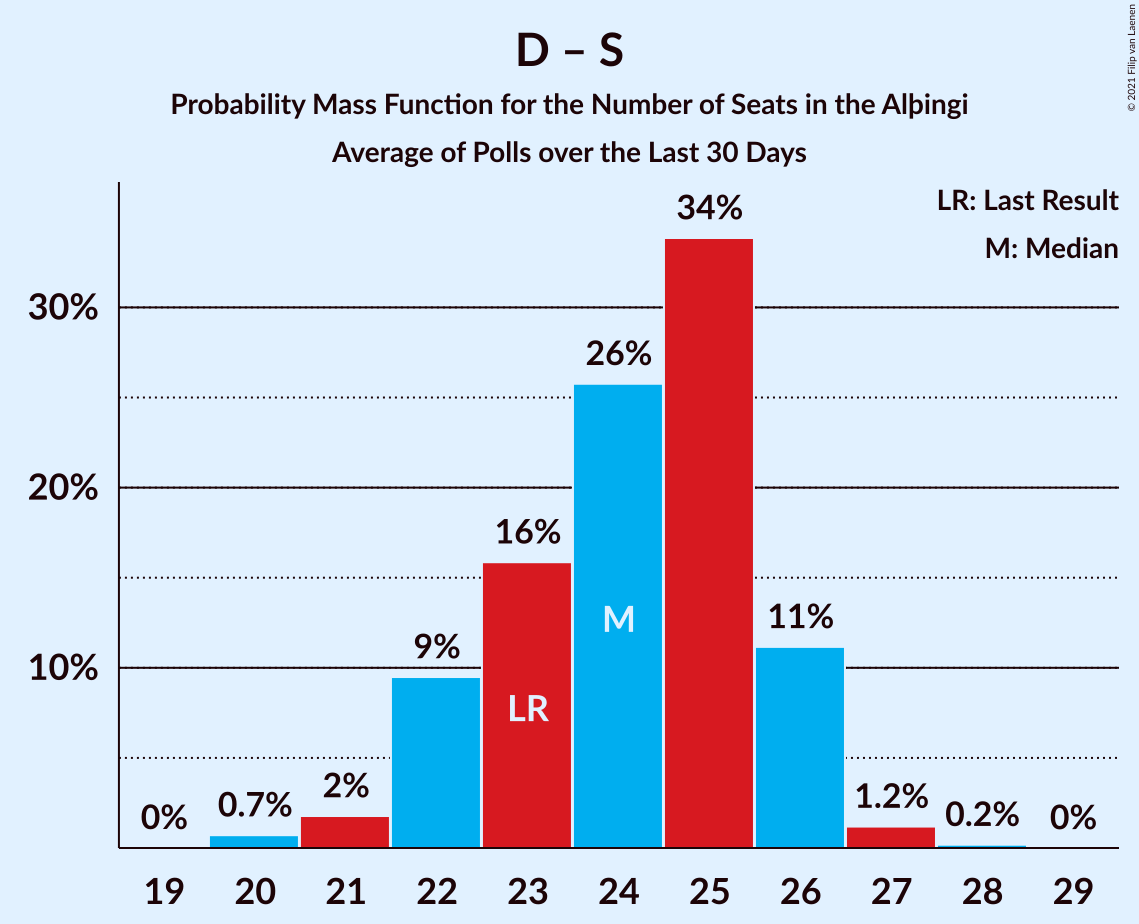 D – S
Probability Mass Function for the Number of Seats in the Alþingi
Average of Polls over the Last 30 Days
© 2021 Filip van Laenen
LR: Last Result
M: Median
34%
30%
26%
20%
16%
M
11%
9%
10%
LR
2%
1.2%
0.7%
0.2%
0%
0%
19 20 21 22 23 24 25 26 27 28 29